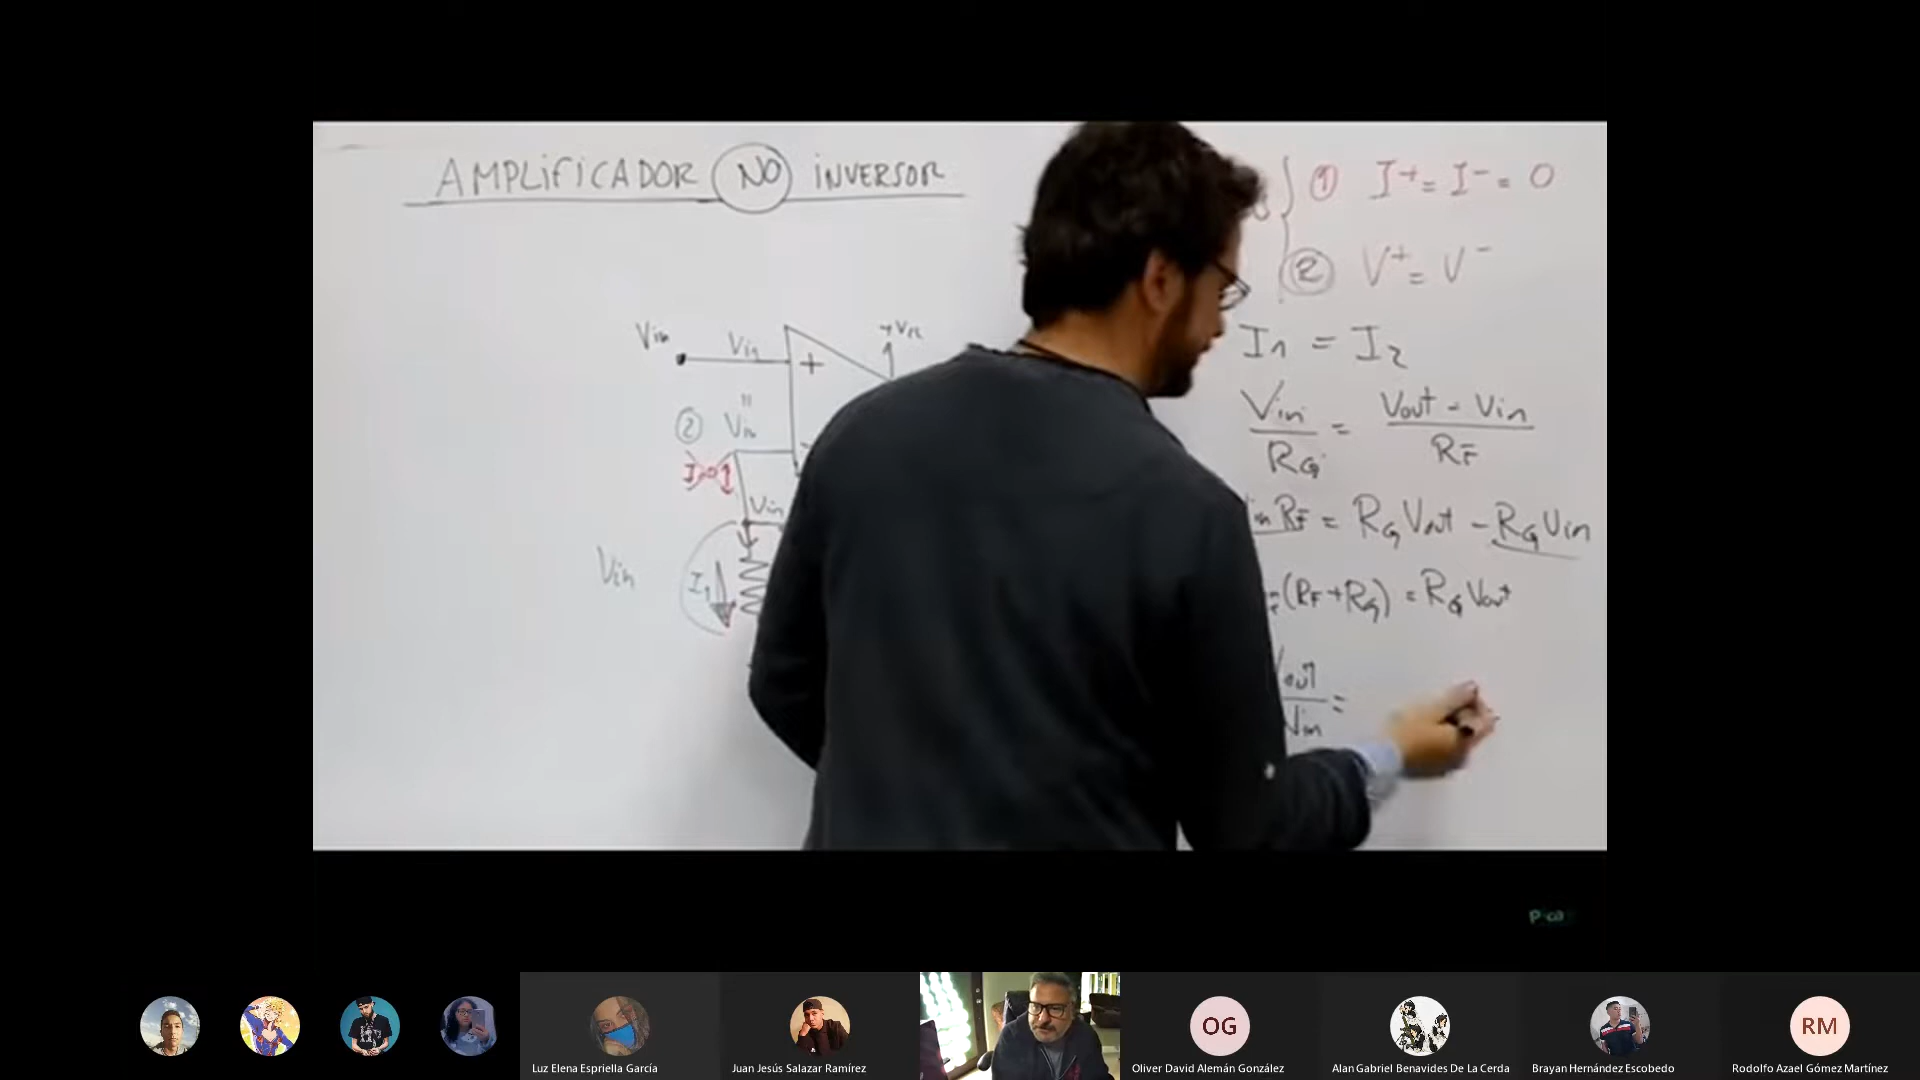 AMPLIFICADOR NO INVERSOR
① I+ = I- = 0
② V+ = V-
Vin Vin + +Vcc
② Vin
Vin
Vin I1
I1 = I2
Vin/RG = (Vout - Vin)/RF
RF = RG Vout - RG Vin
(RF + RG) = RG Vout
Vout/Vin =
Luz Elena Espriella García
Juan Jesús Salazar Ramírez
OG
Oliver David Alemán González
Alan Gabriel Benavides De La Cerda
Brayan Hernández Escobedo
RM
Rodolfo Azael Gómez Martínez